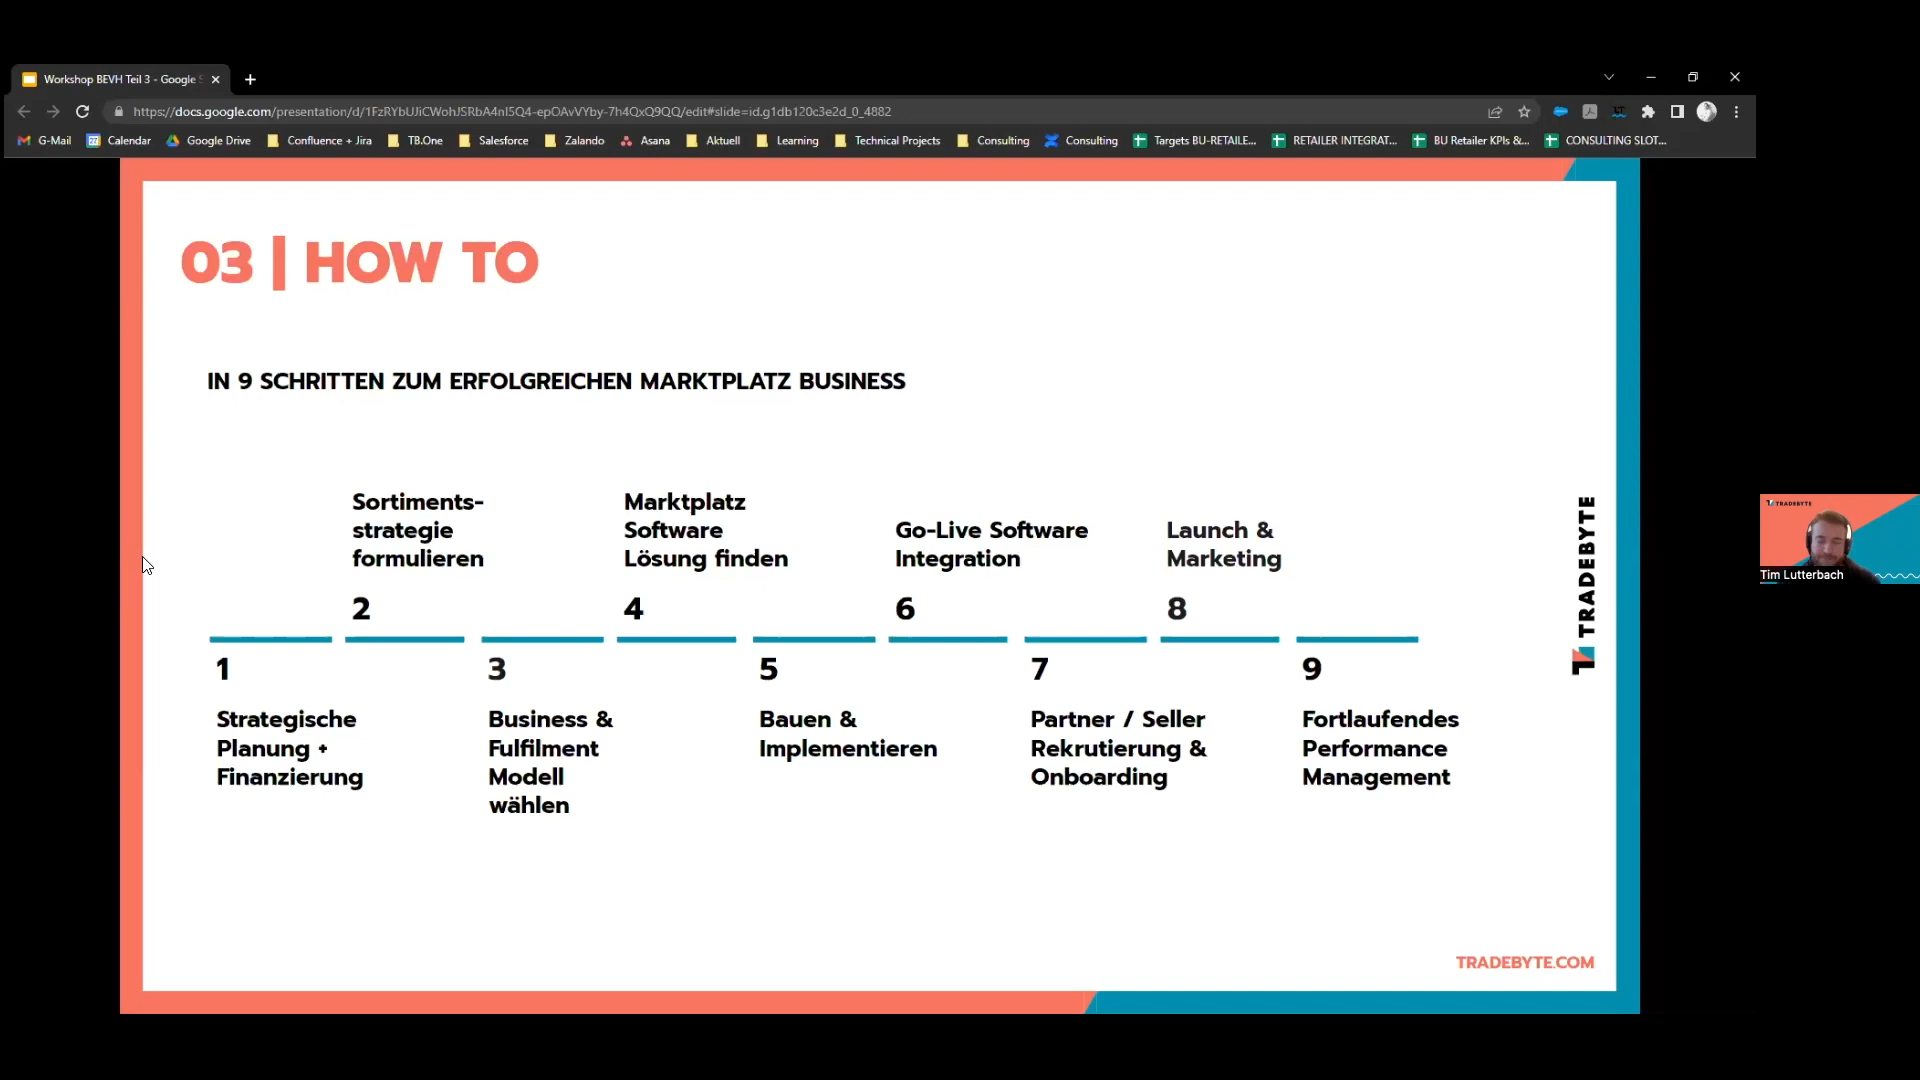 Workshop BEVH Teil 3 - Google S
https://docs.google.com/presentation/d/1FzRYbUJiCWohJSRbA4nI5Q4-epOAvVYby-7h4QxQ9QQ/edit#slide=id.g1db120c3e2d_0_4882
G-Mail Calendar Google Drive Confluence + Jira TB.One Salesforce Zalando Asana Aktuell Learning Technical Projects Consulting Consulting Targets BU-RETAILE... RETAILER INTEGRAT... BU Retailer KPIs &... CONSULTING SLOT...
03 | HOW TO
IN 9 SCHRITTEN ZUM ERFOLGREICHEN MARKTPLATZ BUSINESS
1
Strategische
Planung +
Finanzierung
Sortiments-
strategie
formulieren
2
3
Business &
Fulfilment
Modell
wählen
Marktplatz
Software
Lösung finden
4
5
Bauen &
Implementieren
Go-Live Software
Integration
6
7
Partner / Seller
Rekrutierung &
Onboarding
Launch &
Marketing
8
9
Fortlaufendes
Performance
Management
TRADEBYTE
TRADEBYTE.COM
TRADEBYTE
Tim Lutterbach